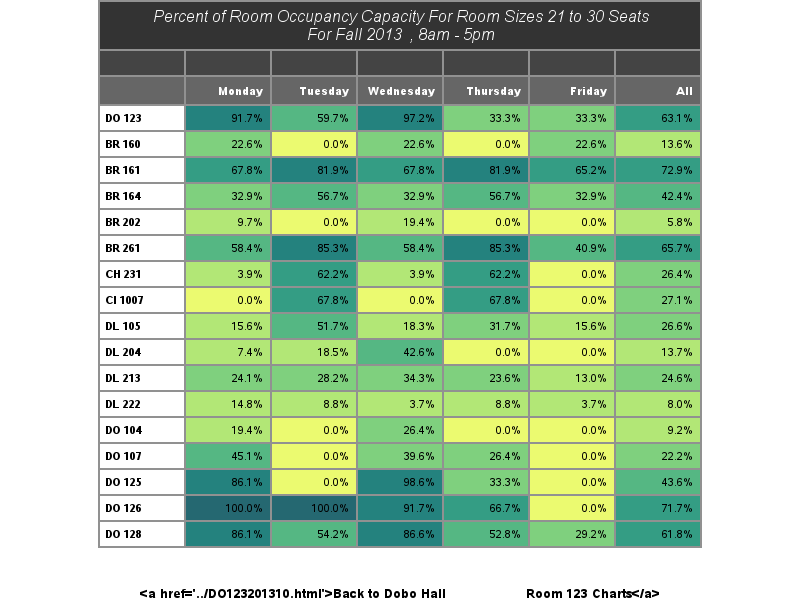 Percent of Room Occupancy Capacity For Room Sizes 21 to 30 Seats
For Fall 2013 , 8am - 5pm
Monday Tuesday Wednesday Thursday Friday All
DO 123 91.7% 59.7% 97.2% 33.3% 33.3% 63.1%
BR 160 22.6% 0.0% 22.6% 0.0% 22.6% 13.6%
BR 161 67.8% 81.9% 67.8% 81.9% 65.2% 72.9%
BR 164 32.9% 56.7% 32.9% 56.7% 32.9% 42.4%
BR 202 9.7% 0.0% 19.4% 0.0% 0.0% 5.8%
BR 261 58.4% 85.3% 58.4% 85.3% 40.9% 65.7%
CH 231 3.9% 62.2% 3.9% 62.2% 0.0% 26.4%
CI 1007 0.0% 67.8% 0.0% 67.8% 0.0% 27.1%
DL 105 15.6% 51.7% 18.3% 31.7% 15.6% 26.6%
DL 204 7.4% 18.5% 42.6% 0.0% 0.0% 13.7%
DL 213 24.1% 28.2% 34.3% 23.6% 13.0% 24.6%
DL 222 14.8% 8.8% 3.7% 8.8% 3.7% 8.0%
DO 104 19.4% 0.0% 26.4% 0.0% 0.0% 9.2%
DO 107 45.1% 0.0% 39.6% 26.4% 0.0% 22.2%
DO 125 86.1% 0.0% 98.6% 33.3% 0.0% 43.6%
DO 126 100.0% 100.0% 91.7% 66.7% 0.0% 71.7%
DO 128 86.1% 54.2% 86.6% 52.8% 29.2% 61.8%
<a href='../DO123201310.html'>Back to Dobo Hall Room 123 Charts</a>